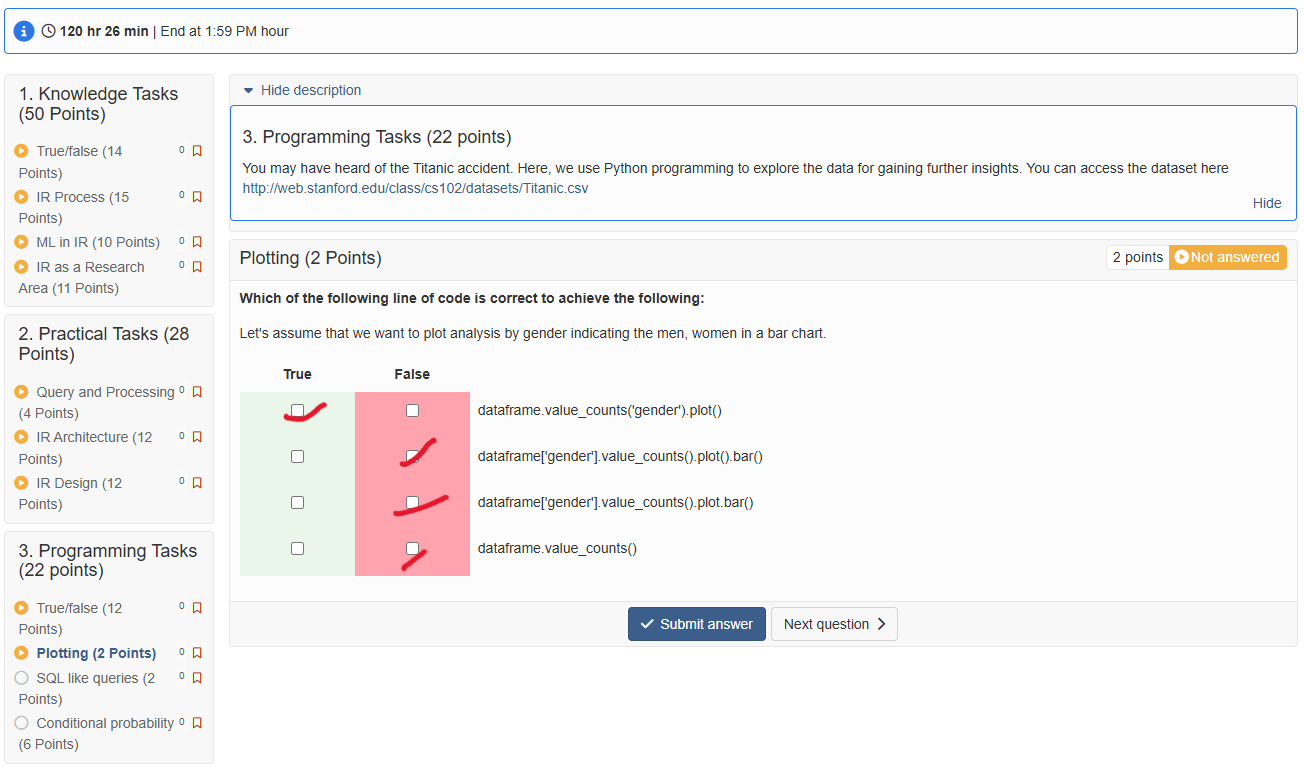 120 hr 26 min | End at 1:59 PM hour
1. Knowledge Tasks
(50 Points)
True/false (14
Points)
0
IR Process (15
Points)
0
ML in IR (10 Points)
0
IR as a Research
Area (11 Points)
0
2. Practical Tasks (28
Points)
Query and Processing
(4 Points)
0
IR Architecture (12
Points)
0
IR Design (12
Points)
0
3. Programming Tasks
(22 points)
True/false (12
Points)
0
Plotting (2 Points)
0
SQL like queries (2
Points)
0
Conditional probability
(6 Points)
0
Hide description
3. Programming Tasks (22 points)
You may have heard of the Titanic accident. Here, we use Python programming to explore the data for gaining further insights. You can access the dataset here
http://web.stanford.edu/class/cs102/datasets/Titanic.csv
Hide
Plotting (2 Points)
2 points
Not answered
Which of the following line of code is correct to achieve the following:
Let's assume that we want to plot analysis by gender indicating the men, women in a bar chart.
True False
dataframe.value_counts('gender').plot()
dataframe['gender'].value_counts().plot().bar()
dataframe['gender'].value_counts().plot.bar()
dataframe.value_counts()
Submit answer
Next question